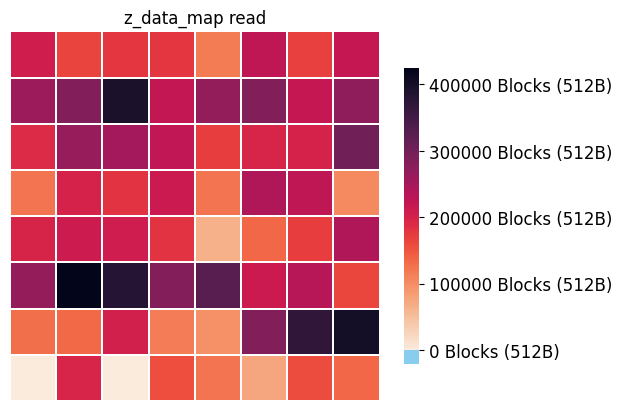 z_data_map read
400000 Blocks (512B)
300000 Blocks (512B)
200000 Blocks (512B)
100000 Blocks (512B)
0 Blocks (512B)